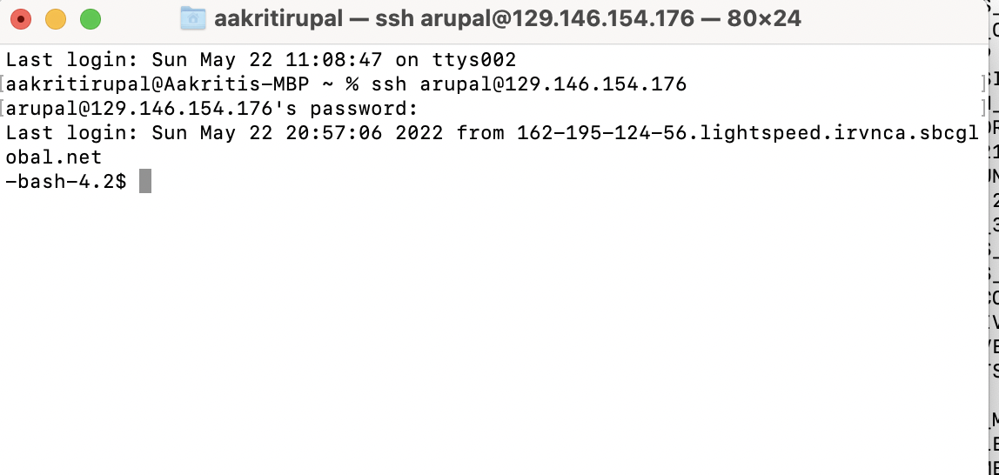 aakritirupal — ssh arupal@129.146.154.176 — 80×24
Last login: Sun May 22 11:08:47 on ttys002
[aakritirupal@Aakritis-MBP ~ % ssh arupal@129.146.154.176 ]
[arupal@129.146.154.176's password: ]
Last login: Sun May 22 20:57:06 2022 from 162-195-124-56.lightspeed.irvnca.sbcgl
obal.net
-bash-4.2$